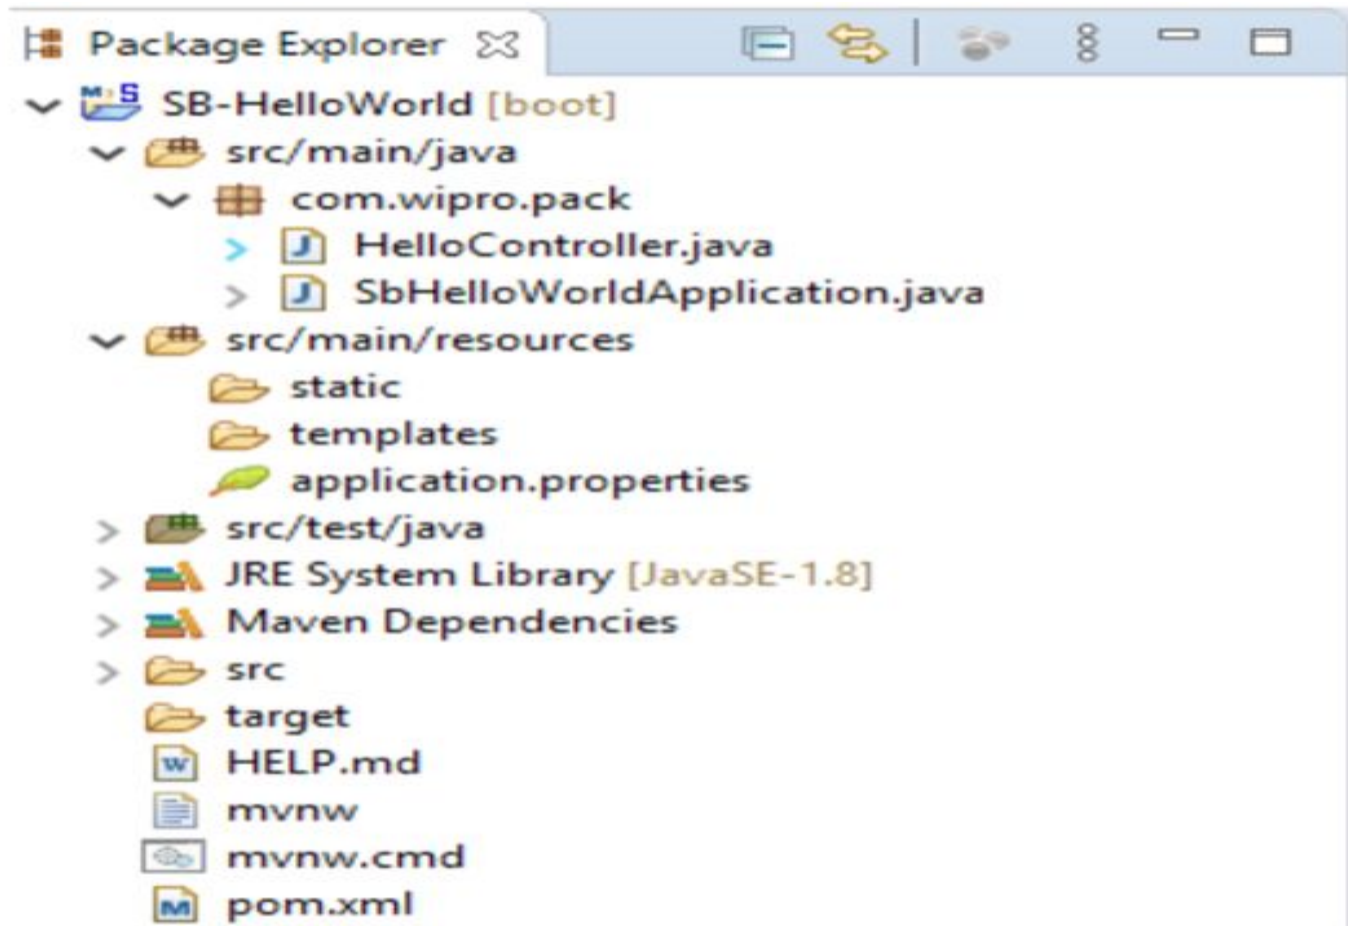 Package Explorer
SB-HelloWorld [boot]
src/main/java
com.wipro.pack
HelloController.java
SbHelloWorldApplication.java
src/main/resources
static
templates
application.properties
src/test/java
JRE System Library [JavaSE-1.8]
Maven Dependencies
src
target
HELP.md
mvnw
mvnw.cmd
pom.xml